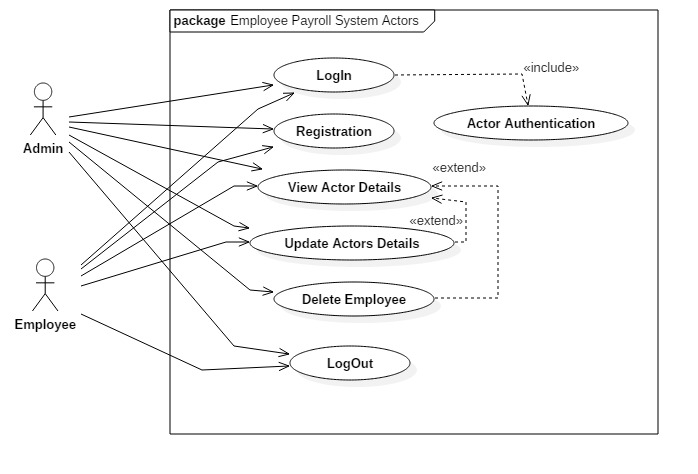 package Employee Payroll System Actors
LogIn
«include»
Actor Authentication
Registration
Admin
«extend»
View Actor Details
«extend»
Update Actors Details
Delete Employee
Employee
LogOut